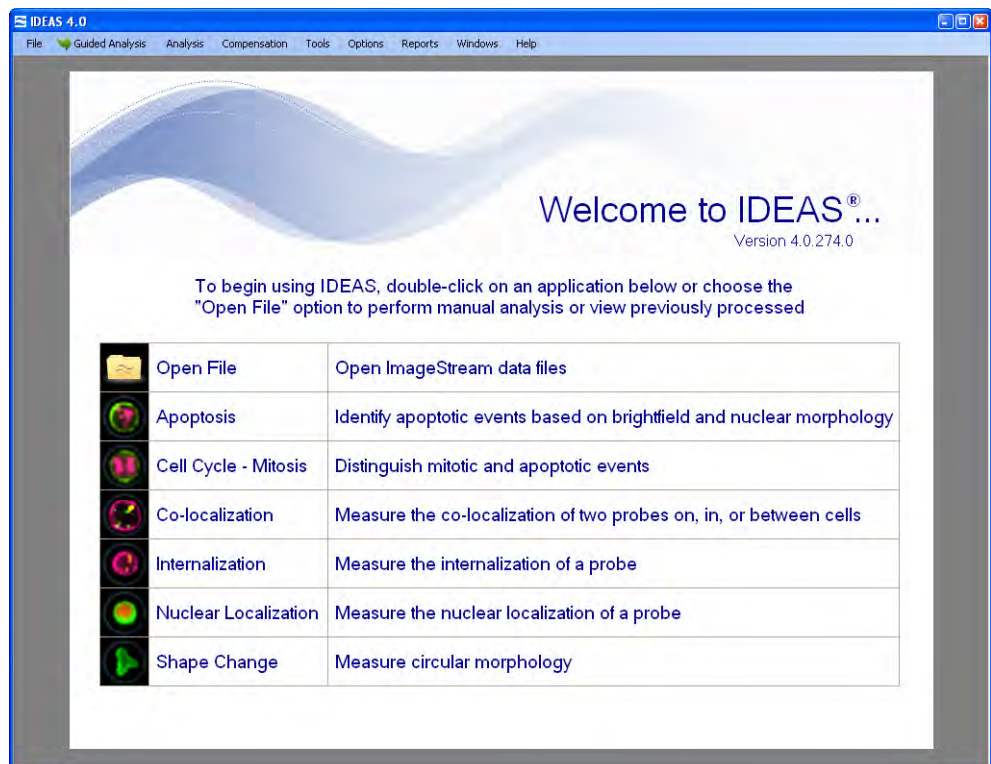 IDEAS 4.0
File Guided Analysis Analysis Compensation Tools Options Reports Windows Help
Welcome to IDEAS®...
Version 4.0.274.0
To begin using IDEAS, double-click on an application below or choose the
"Open File" option to perform manual analysis or view previously processed
Open File Open ImageStream data files
Apoptosis Identify apoptotic events based on brightfield and nuclear morphology
Cell Cycle - Mitosis Distinguish mitotic and apoptotic events
Co-localization Measure the co-localization of two probes on, in, or between cells
Internalization Measure the internalization of a probe
Nuclear Localization Measure the nuclear localization of a probe
Shape Change Measure circular morphology